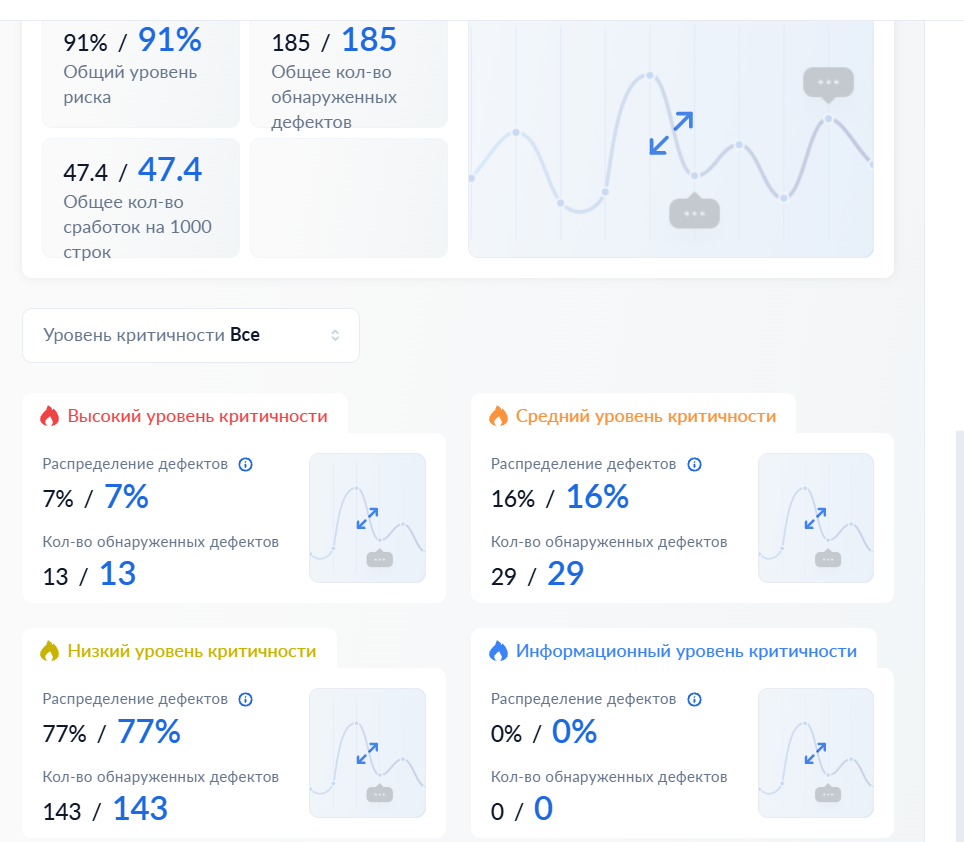 91% / 91%
Общий уровень
риска
185 / 185
Общее кол-во
обнаруженных
дефектов
47.4 / 47.4
Общее кол-во
сработок на 1000
строк
Уровень критичности Все
Высокий уровень критичности
Распределение дефектов
7% / 7%
Кол-во обнаруженных дефектов
13 / 13
Средний уровень критичности
Распределение дефектов
16% / 16%
Кол-во обнаруженных дефектов
29 / 29
Низкий уровень критичности
Распределение дефектов
77% / 77%
Кол-во обнаруженных дефектов
143 / 143
Информационный уровень критичности
Распределение дефектов
0% / 0%
Кол-во обнаруженных дефектов
0 / 0